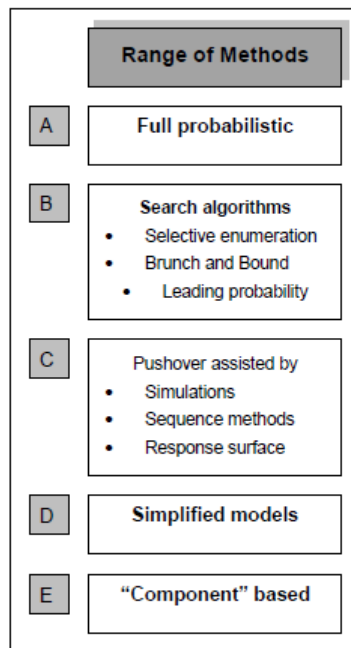 Range of Methods
A
Full probabilistic
B
Search algorithms
• Selective enumeration
• Brunch and Bound
• Leading probability
C
Pushover assisted by
• Simulations
• Sequence methods
• Response surface
D
Simplified models
E
“Component” based